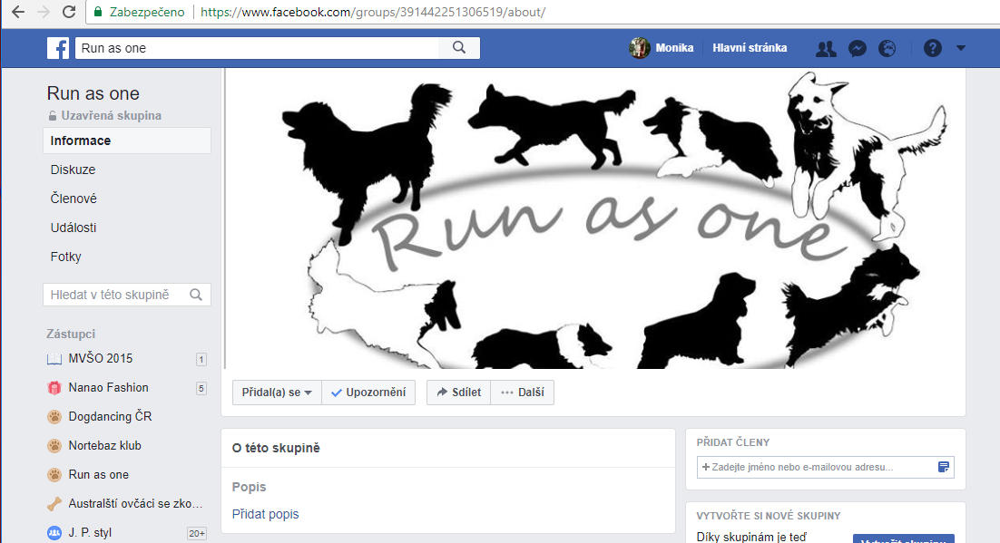 Zabezpečeno https://www.facebook.com/groups/391442251306519/about/
Run as one
Monika Hlavní stránka
Run as one
Uzavřená skupina
Informace
Diskuze
Členové
Události
Fotky
Hledat v této skupině
Zástupci
MVŠO 2015 1
Nanao Fashion 5
Dogdancing ČR
Nortebaz klub
Run as one
Australští ovčáci se zko...
J. P. styl 20+
Run as one
Přidal(a) se Upozornění Sdílet Další
O této skupině
Popis
Přidat popis
PŘIDAT ČLENY
+ Zadejte jméno nebo e-mailovou adresu...
VYTVOŘTE SI NOVÉ SKUPINY
Díky skupinám je teď
Vytvořit skupinu